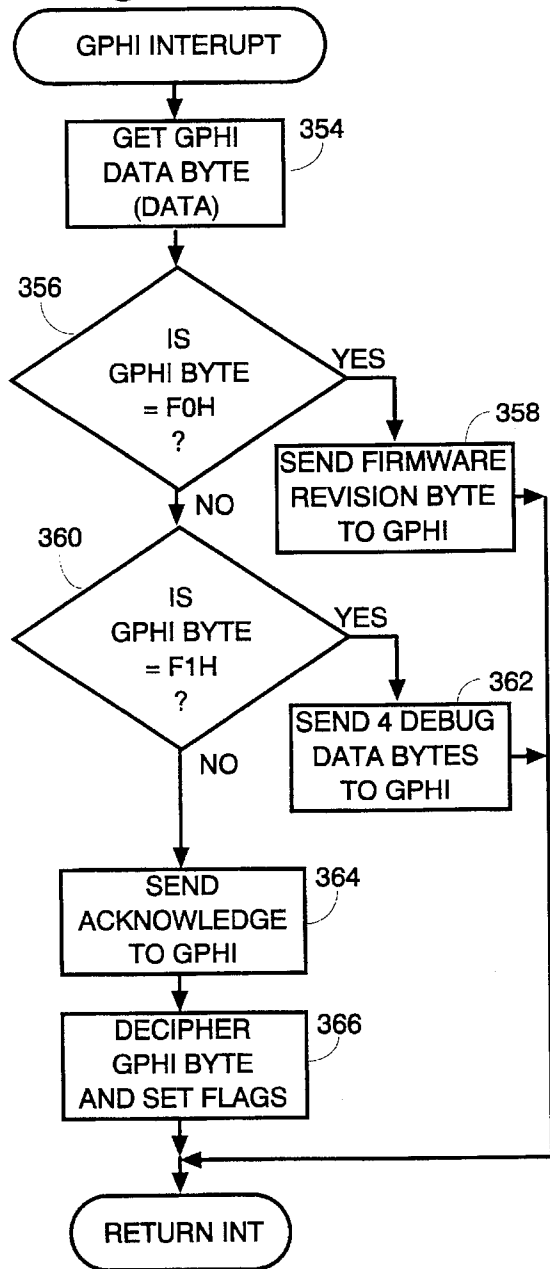 GPHI INTERUPT
354
GET GPHI
DATA BYTE
(DATA)
356
IS
GPHI BYTE
= F0H
?
YES
358
SEND FIRMWARE
REVISION BYTE
TO GPHI
NO
360
IS
GPHI BYTE
= F1H
?
YES
362
SEND 4 DEBUG
DATA BYTES
TO GPHI
NO
364
SEND
ACKNOWLEDGE
TO GPHI
366
DECIPHER
GPHI BYTE
AND SET FLAGS
RETURN INT